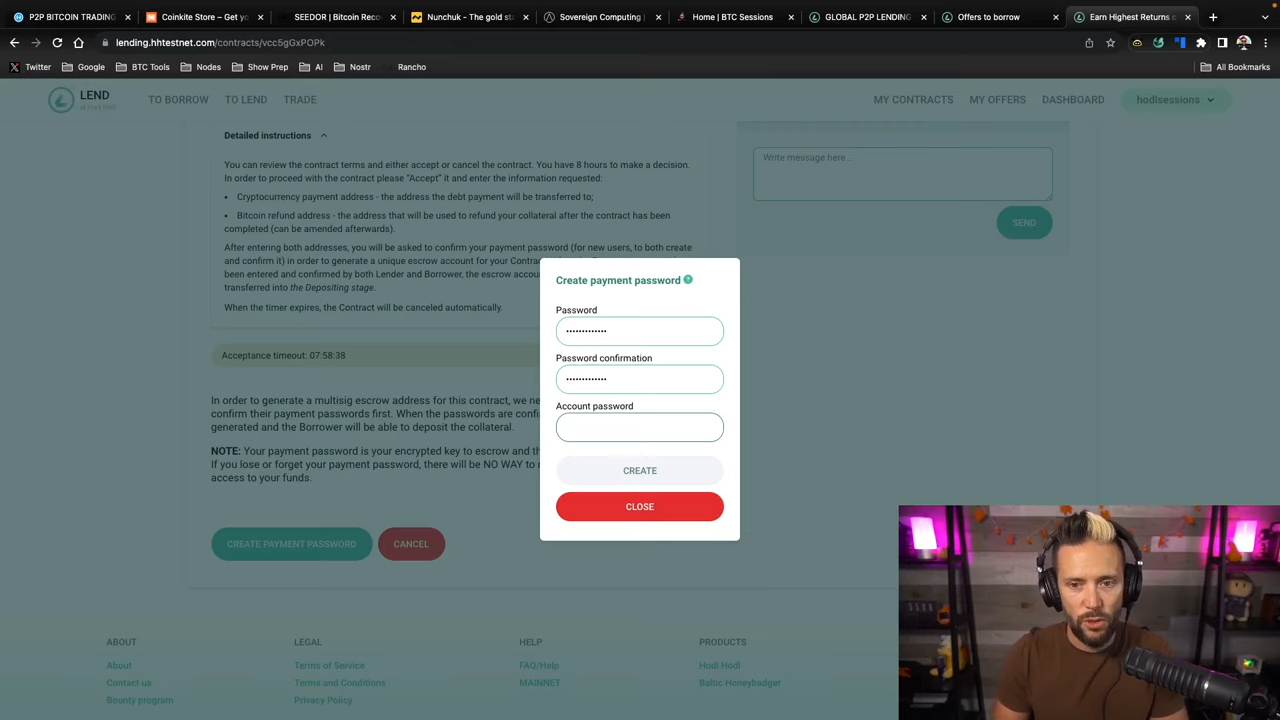 P2P BITCOIN TRADING
Coinkite Store – Get yo
SEEDOR | Bitcoin Reco
Nunchuk - The gold sta
Sovereign Computing |
Home | BTC Sessions
GLOBAL P2P LENDING
Offers to borrow
Earn Highest Returns o
lending.hhtestnet.com/contracts/vcc5gGxPOPk
Twitter
Google
BTC Tools
Nodes
Show Prep
AI
Nostr
Rancho
All Bookmarks
LEND
at Hodl Hodl
TO BORROW
TO LEND
TRADE
MY CONTRACTS
MY OFFERS
DASHBOARD
hodlsessions
Detailed instructions
You can review the contract terms and either accept or cancel the contract. You have 8 hours to make a decision.
In order to proceed with the contract please "Accept" it and enter the information requested:
• Cryptocurrency payment address - the address the debt payment will be transferred to;
• Bitcoin refund address - the address that will be used to refund your collateral after the contract has been
completed (can be amended afterwards).
After entering both addresses, you will be asked to confirm your payment password (for new users, to both create
and confirm it) in order to generate a unique escrow account for your Contr
been entered and confirmed by both Lender and Borrower, the escrow accou
transferred into the Depositing stage.
When the timer expires, the Contract will be canceled automatically.
Write message here...
SEND
Acceptance timeout: 07:58:38
In order to generate a multisig escrow address for this contract, we ne
confirm their payment passwords first. When the passwords are confi
generated and the Borrower will be able to deposit the collateral.
NOTE: Your payment password is your encrypted key to escrow and th
If you lose or forget your payment password, there will be NO WAY to r
access to your funds.
CREATE PAYMENT PASSWORD
CANCEL
Create payment password
Password
•••••••••••••
Password confirmation
•••••••••••••
Account password
CREATE
CLOSE
ABOUT
About
Contact us
Bounty program
LEGAL
Terms of Service
Terms and Conditions
Privacy Policy
HELP
FAQ/Help
MAINNET
PRODUCTS
Hodl Hodl
Baltic Honeybadger